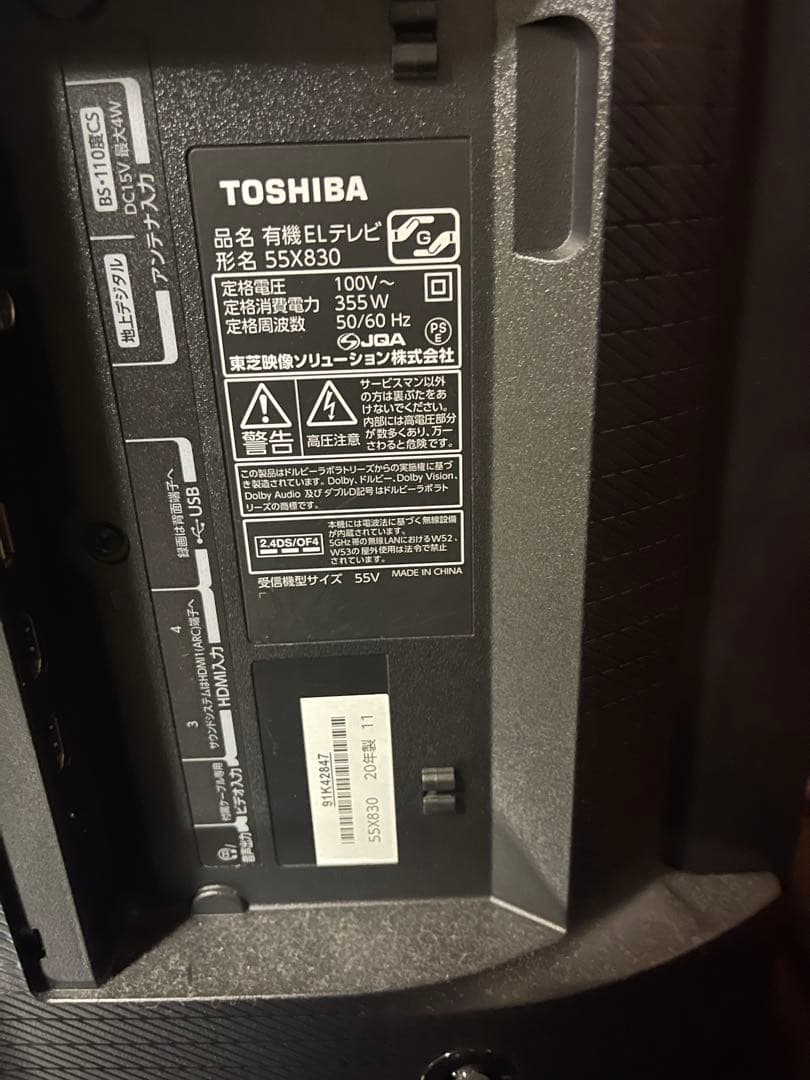 TOSHIBA
品名 有機ELテレビ
形名 55X830
G
定格電圧 100V～
定格消費電力 355W
定格周波数 50/60 Hz
JQA
PS
E
東芝映像ソリューション株式会社
警告
高圧注意
サービスマン以外
の方は裏ぶたをあ
けないでください。
内部には高電圧部分
が数多くあり、万一
さわると危険です。
この製品はドルビーラボラトリーズからの実施権に基づ
き製造されています。Dolby、ドルビー、Dolby Vision、
Dolby Audio 及びダブルD記号はドルビーラボラト
リーズの商標です。
2.4DS/OF4
本機には電波法に基づく無線設備
が内蔵されています。
5GHz帯の無線LANにおけるW52、
W53の屋外使用は法令で禁止
されています。
受信機型サイズ 55V MADE IN CHINA
91K42847
55X830 20年製 11
BS・110度CS
DC15V 最大4W
地上デジタル
アンテナ入力
録画は背面端子へ
USB
4
サウンドシステムはHDMI1(ARC)端子へ
3
HDMI入力
付属ケーブル専用
ビデオ入力
音声出力